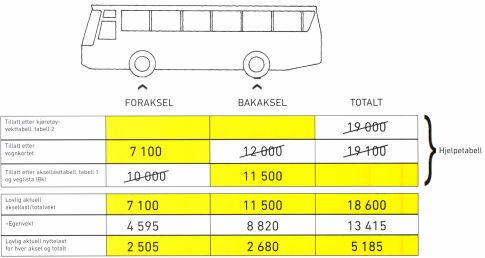 FORAKSEL BAKAKSEL TOTALT
Tillatt etter kjøretøy-
vekttabell, tabell 2
19 000
Tillatt etter
vognkortet
7 100 12 000 19 100
Hjelpetabell
Tillatt etter aksellasttabell, tabell 1
og veglista (Bk)
10 000 11 500
Lovlig aktuell
aksellast/totalvekt
7 100 11 500 18 600
÷Egenvekt
4 595 8 820 13 415
Lovlig aktuell nyttelast
for hver aksel og totalt
2 505 2 680 5 185